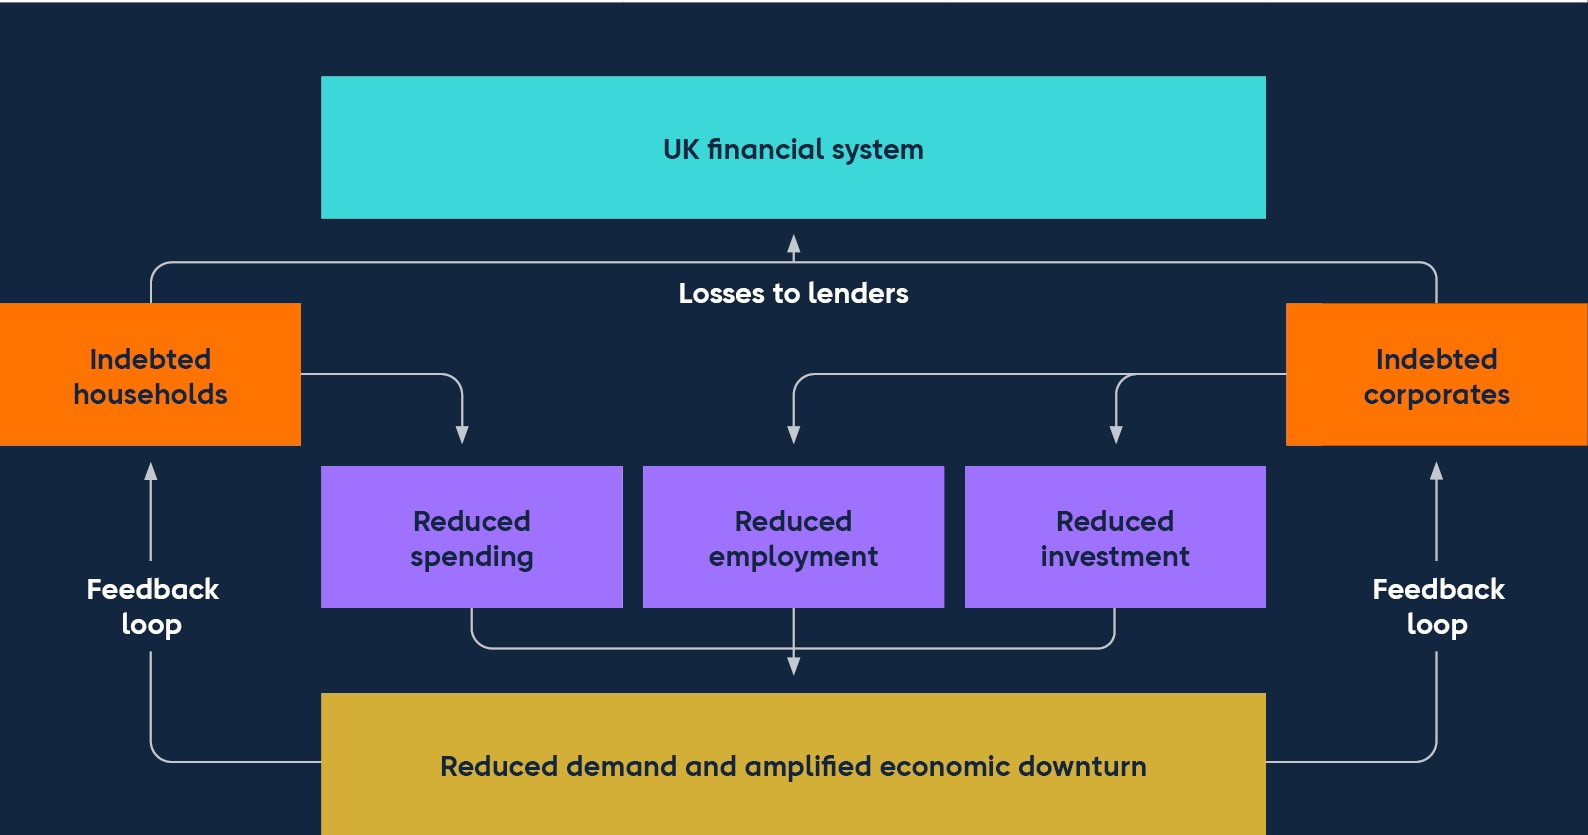 UK financial system
Losses to lenders
Indebted
households
Indebted
corporates
Reduced
spending
Reduced
employment
Reduced
investment
Feedback
loop
Feedback
loop
Reduced demand and amplified economic downturn